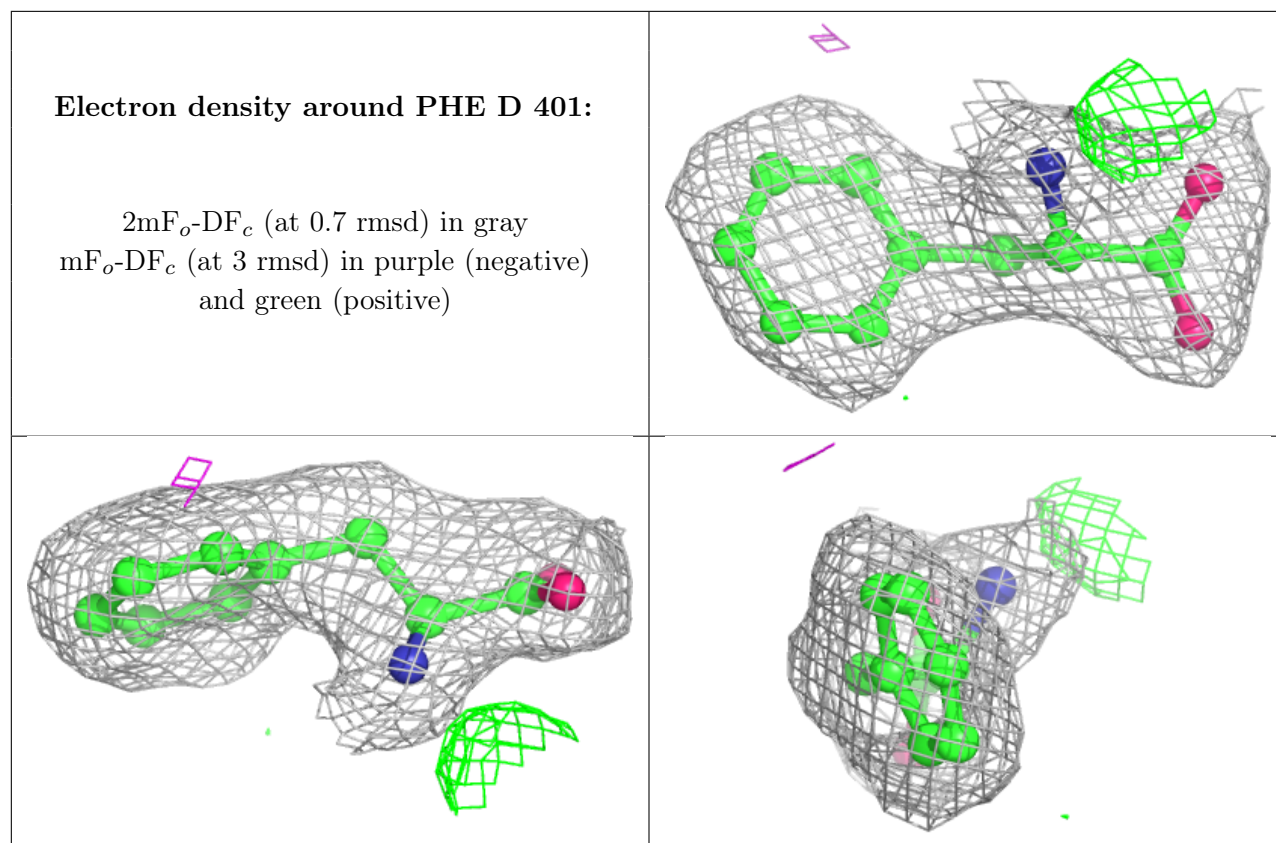 Electron density around PHE D 401:
2mFₒ-DF𝒸 (at 0.7 rmsd) in gray
mFₒ-DF𝒸 (at 3 rmsd) in purple (negative)
and green (positive)